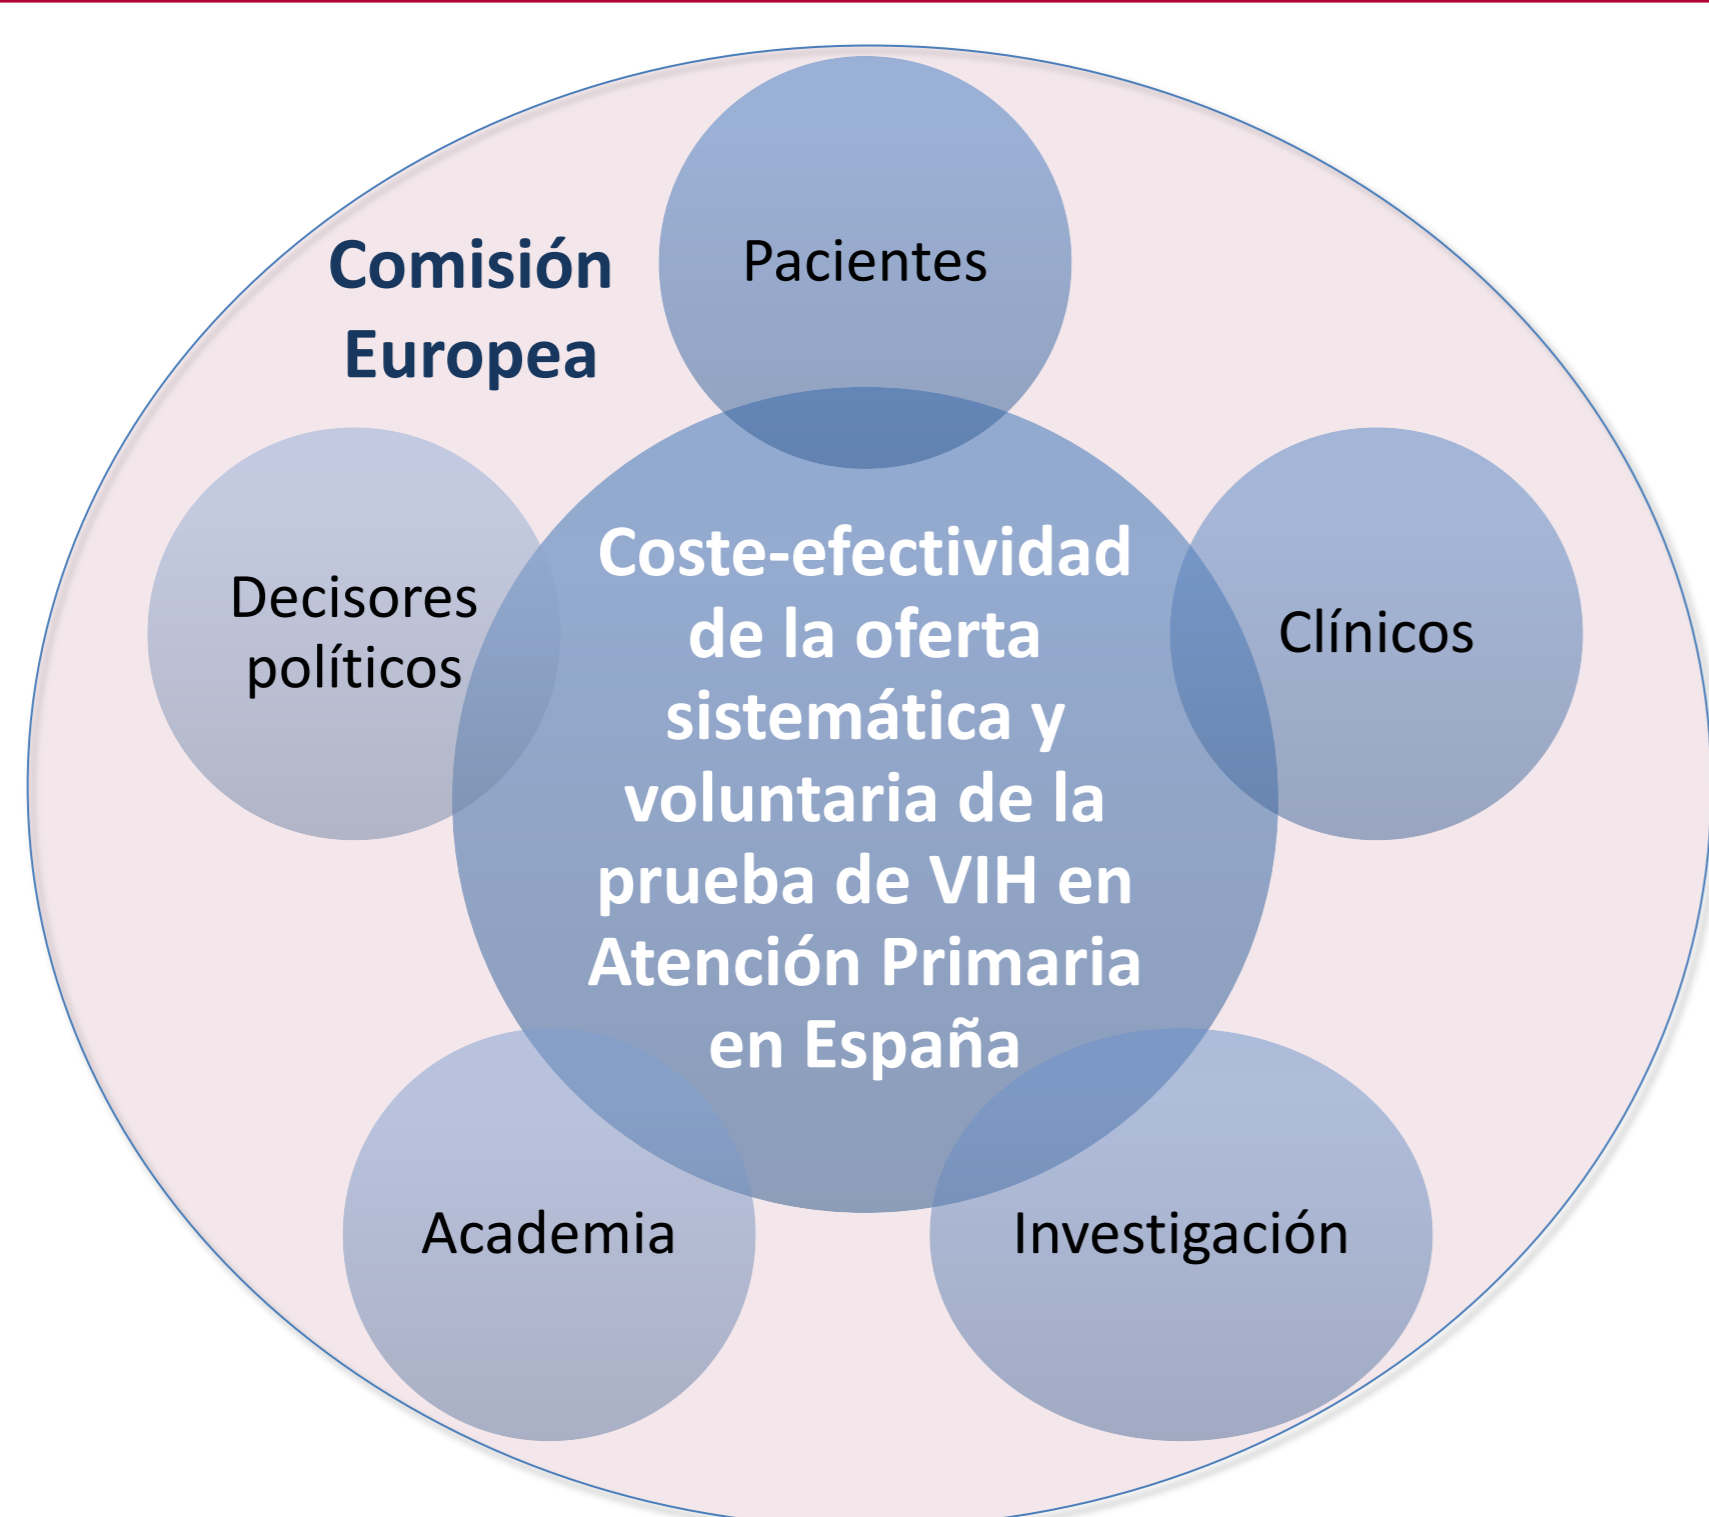 Comisión
Europea
Pacientes
Decisores
políticos
Coste-efectividad
de la oferta
sistemática y
voluntaria de la
prueba de VIH en
Atención Primaria
en España
Clínicos
Academia
Investigación